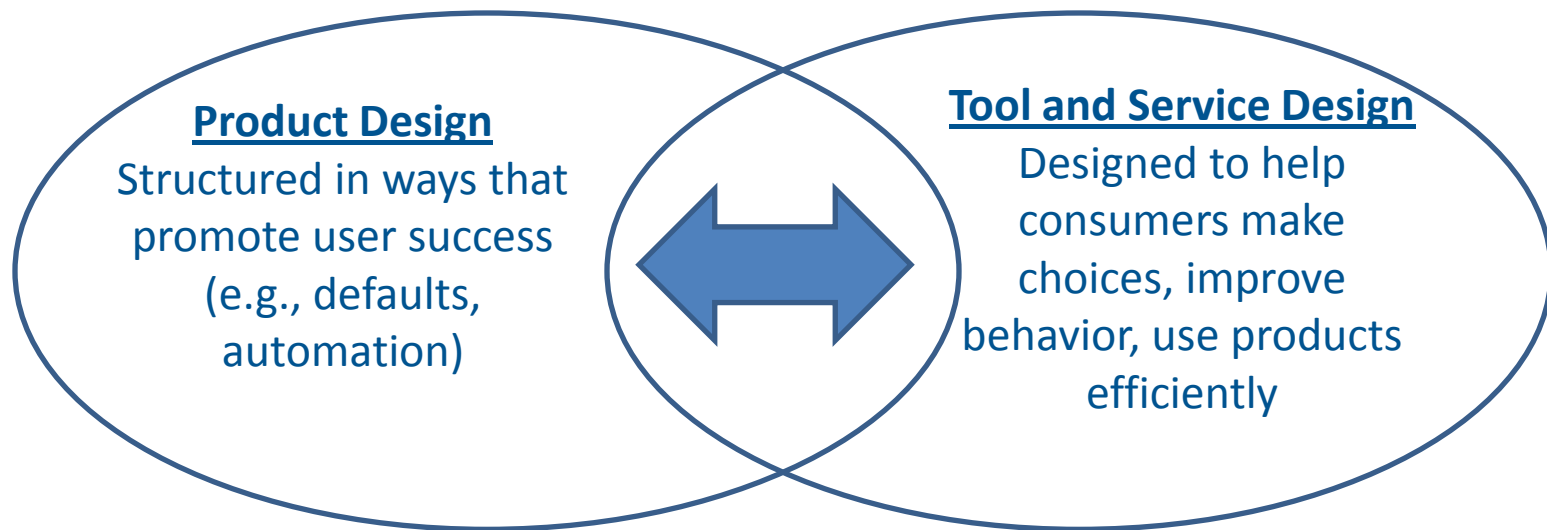 Product Design
Structured in ways that
promote user success
(e.g., defaults,
automation)
Tool and Service Design
Designed to help
consumers make
choices, improve
behavior, use products
efficiently